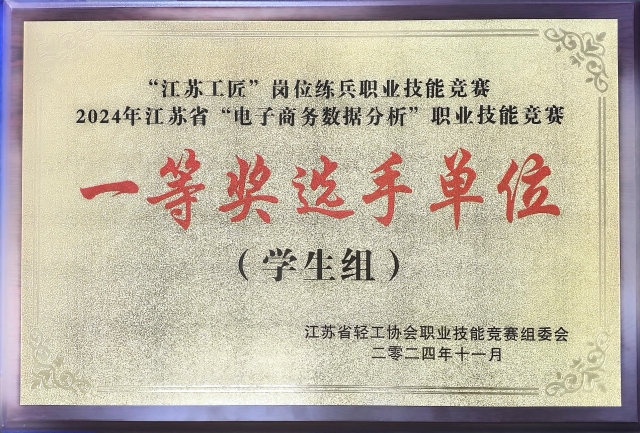 “江苏工匠”岗位练兵职业技能竞赛
2024年江苏省“电子商务数据分析”职业技能竞赛
一等奖选手单位
（学生组）
江苏省轻工协会职业技能竞赛组委会
二零二四年十一月